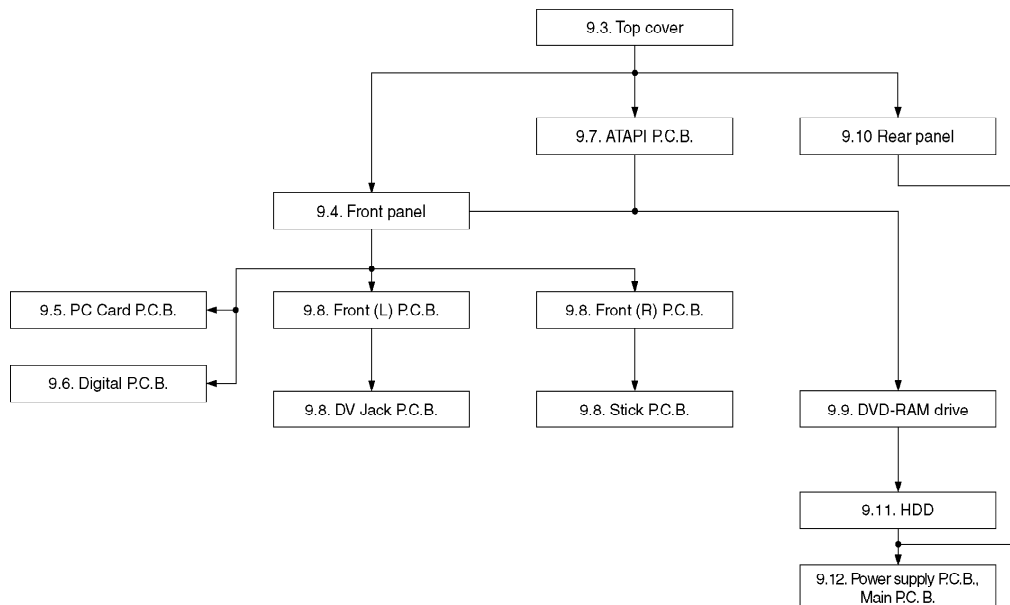 9.3. Top cover
9.7. ATAPI P.C.B.
9.10 Rear panel
9.4. Front panel
9.5. PC Card P.C.B.
9.8. Front (L) P.C.B.
9.8. Front (R) P.C.B.
9.6. Digital P.C.B.
9.8. DV Jack P.C.B.
9.8. Stick P.C.B.
9.9. DVD-RAM drive
9.11. HDD
9.12. Power supply P.C.B.,
Main P.C. B.